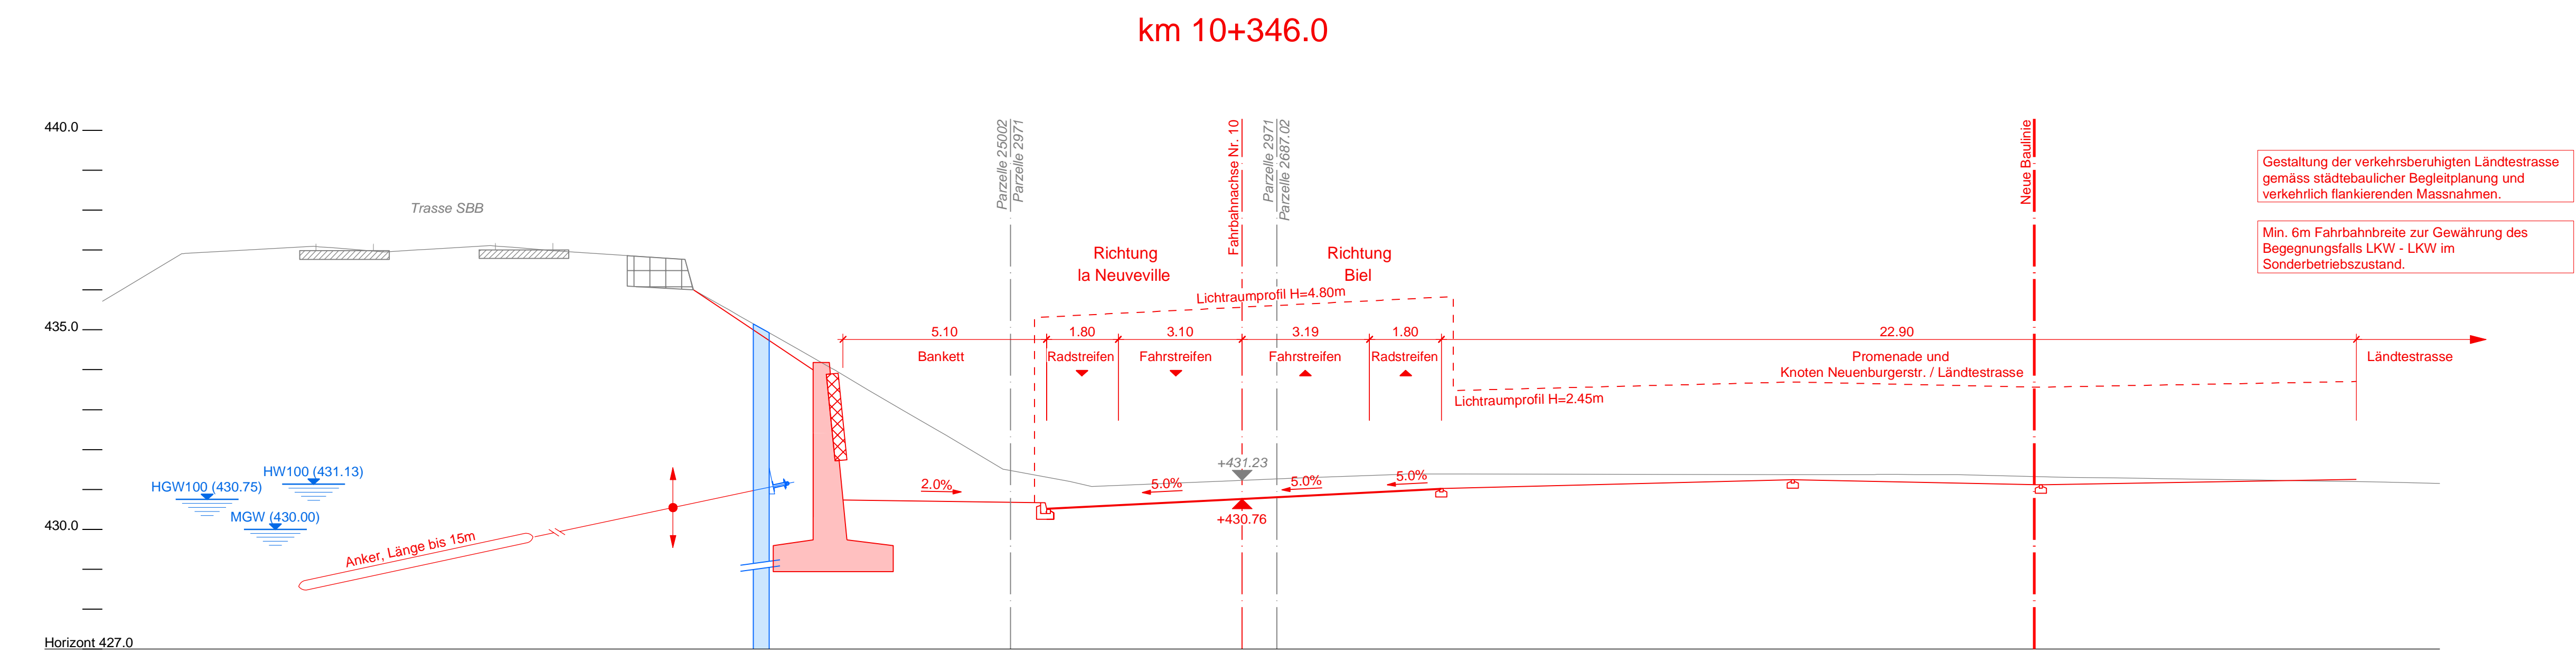 km 10+346.0
440.0
435.0
430.0
Horizont 427.0
Trasse SBB
HGW100 (430.75)
HW100 (431.13)
MGW (430.00)
Anker, Länge bis 15m
Parzelle 25002
Parzelle 2971
Fahrbahnachse Nr. 10
Parzelle 2971
Parzelle 2687.02
Neue Baulinie
Richtung
la Neuveville
Richtung
Biel
Lichtraumprofil H=4.80m
5.10
1.80
3.10
3.19
1.80
22.90
Bankett
Radstreifen
Fahrstreifen
Fahrstreifen
Radstreifen
Promenade und
Knoten Neuenburgerstr. / Ländtestrasse
Ländtestrasse
Lichtraumprofil H=2.45m
+431.23
2.0%
5.0%
5.0%
5.0%
+430.76
Gestaltung der verkehrsberuhigten Ländtestrasse
gemäss städtebaulicher Begleitplanung und
verkehrlich flankierenden Massnahmen.
Min. 6m Fahrbahnbreite zur Gewährung des
Begegnungsfalls LKW - LKW im
Sonderbetriebszustand.